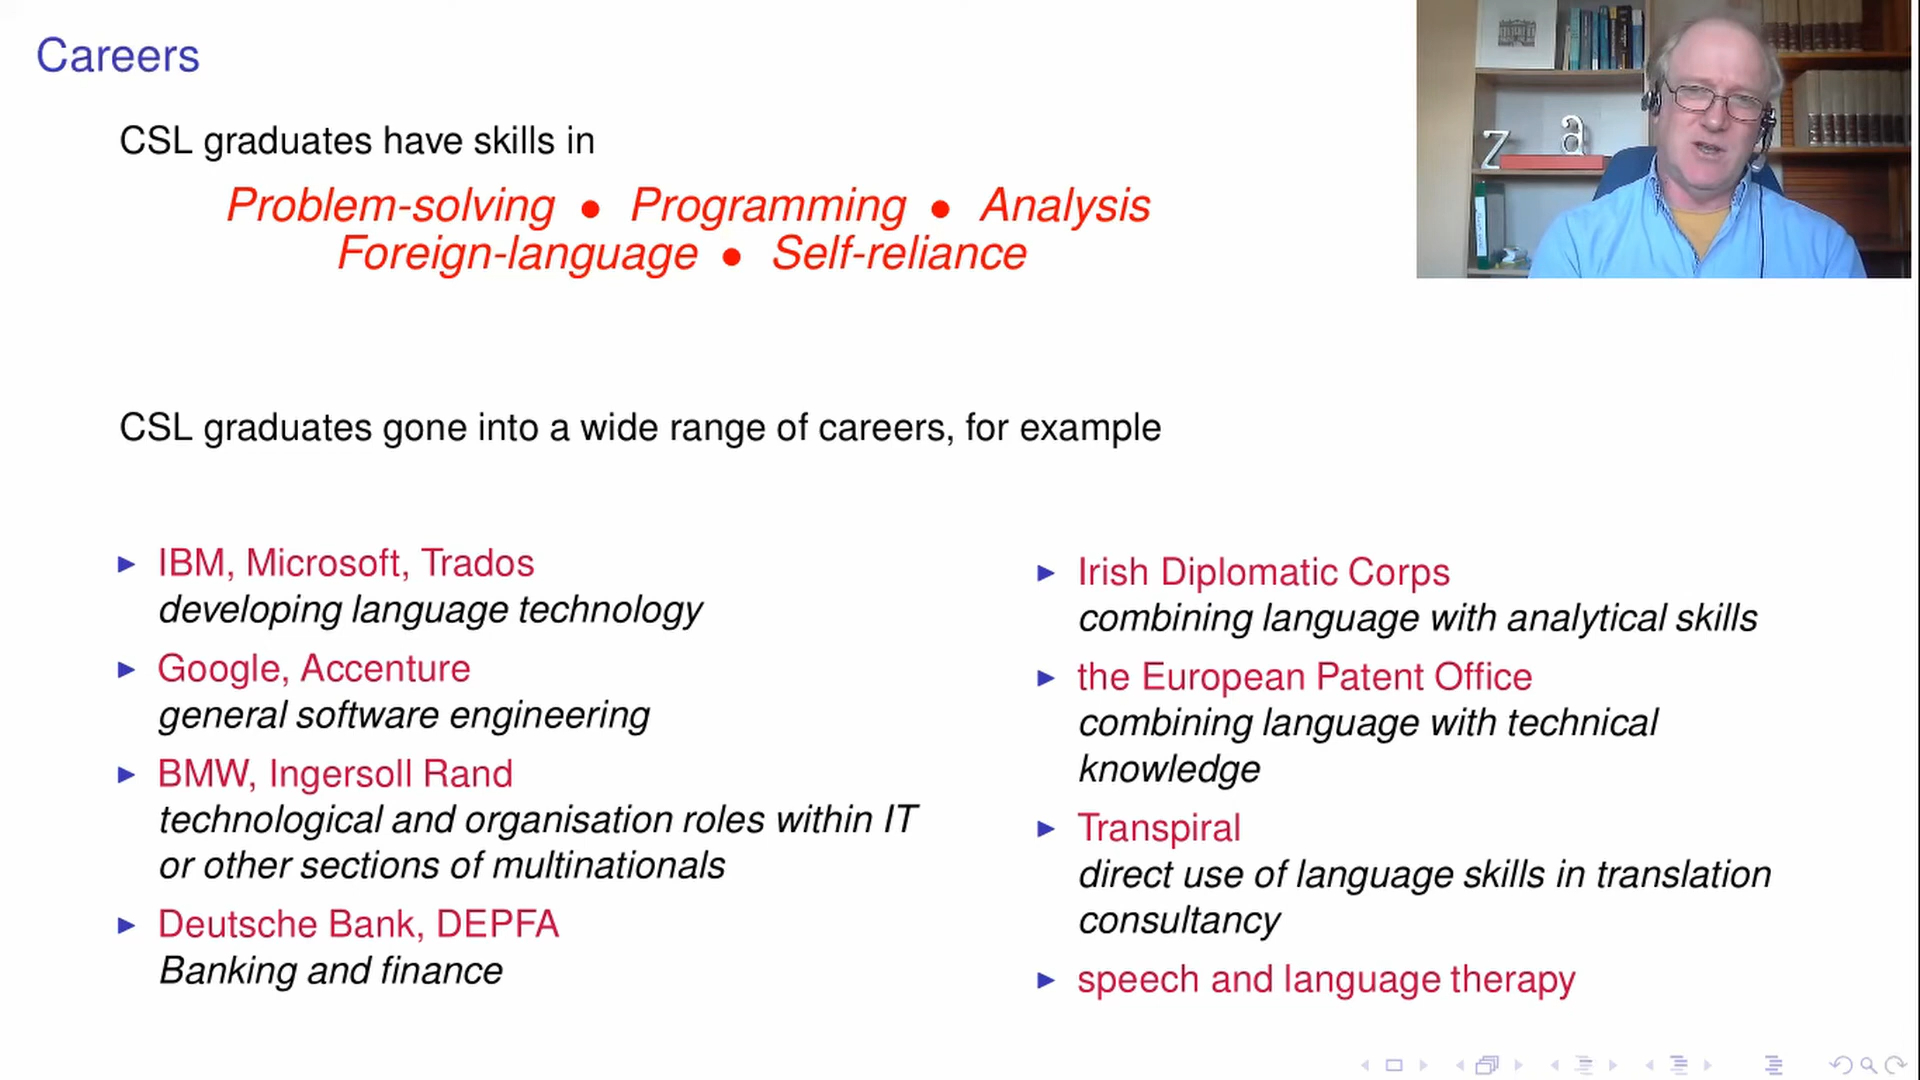 Careers
CSL graduates have skills in
Problem-solving • Programming • Analysis
Foreign-language • Self-reliance
CSL graduates gone into a wide range of careers, for example
▶ IBM, Microsoft, Trados
developing language technology
▶ Google, Accenture
general software engineering
▶ BMW, Ingersoll Rand
technological and organisation roles within IT
or other sections of multinationals
▶ Deutsche Bank, DEPFA
Banking and finance
▶ Irish Diplomatic Corps
combining language with analytical skills
▶ the European Patent Office
combining language with technical
knowledge
▶ Transpiral
direct use of language skills in translation
consultancy
▶ speech and language therapy
z a